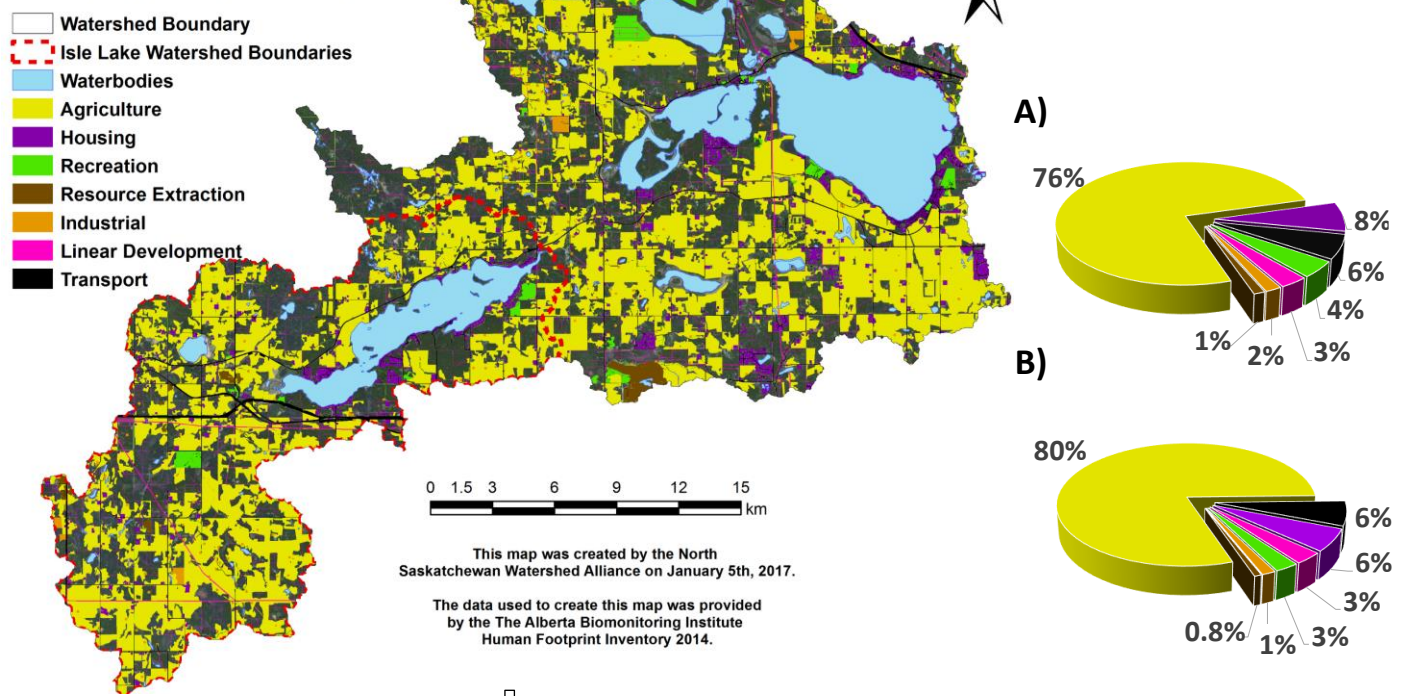 Watershed Boundary
Isle Lake Watershed Boundaries
Waterbodies
Agriculture
Housing
Recreation
Resource Extraction
Industrial
Linear Development
Transport
0 1.5 3 6 9 12 15
km
This map was created by the North
Saskatchewan Watershed Alliance on January 5th, 2017.
The data used to create this map was provided
by the The Alberta Biomonitoring Institute
Human Footprint Inventory 2014.
A)
76%
8%
6%
4%
3%
2%
1%
B)
80%
6%
6%
3%
3%
1%
0.8%